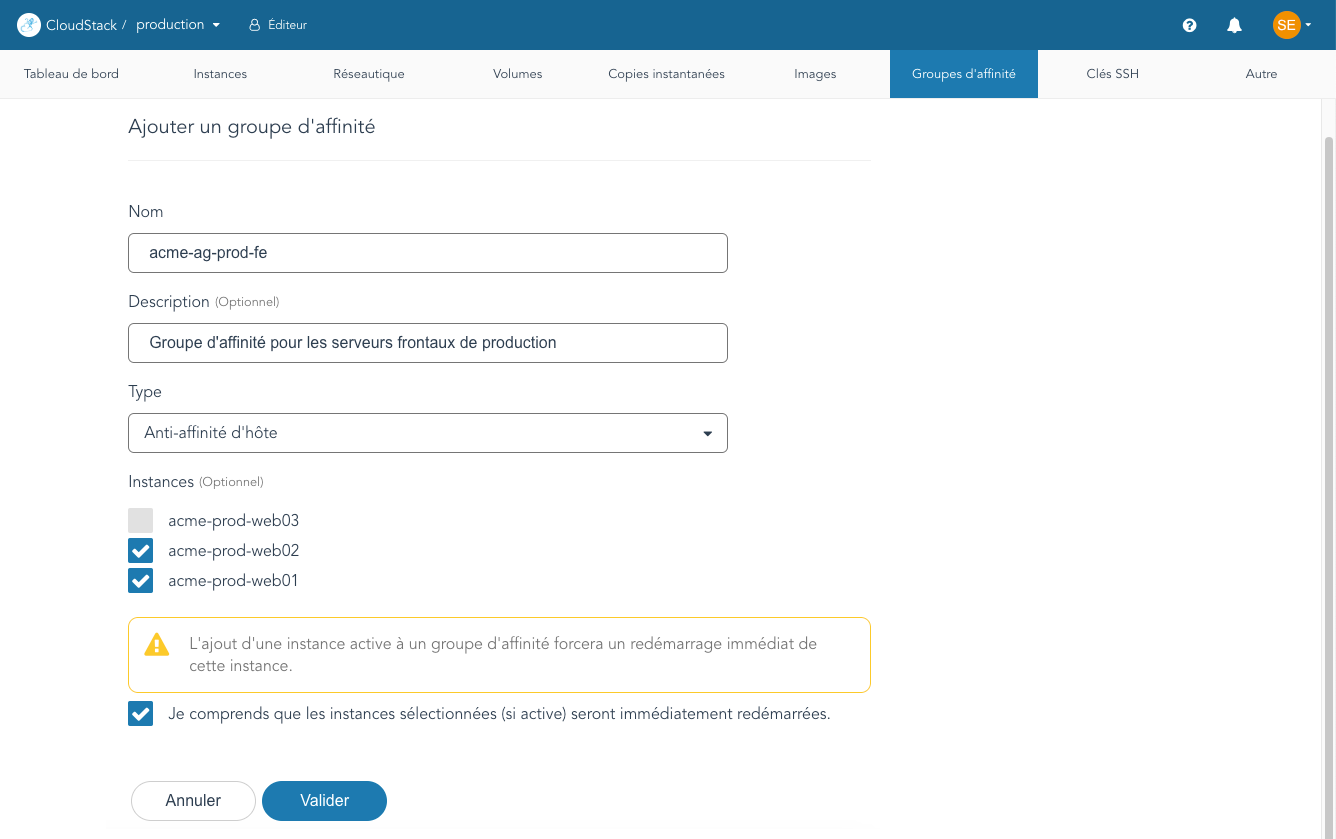 CloudStack / production Éditeur SE
Tableau de bord Instances Réseautique Volumes Copies instantanées Images Groupes d'affinité Clés SSH Autre
Ajouter un groupe d'affinité
Nom
acme-ag-prod-fe
Description (Optionnel)
Groupe d'affinité pour les serveurs frontaux de production
Type
Anti-affinité d'hôte
Instances (Optionnel)
acme-prod-web03
acme-prod-web02
acme-prod-web01
L'ajout d'une instance active à un groupe d'affinité forcera un redémarrage immédiat de
cette instance.
Je comprends que les instances sélectionnées (si active) seront immédiatement redémarrées.
Annuler Valider